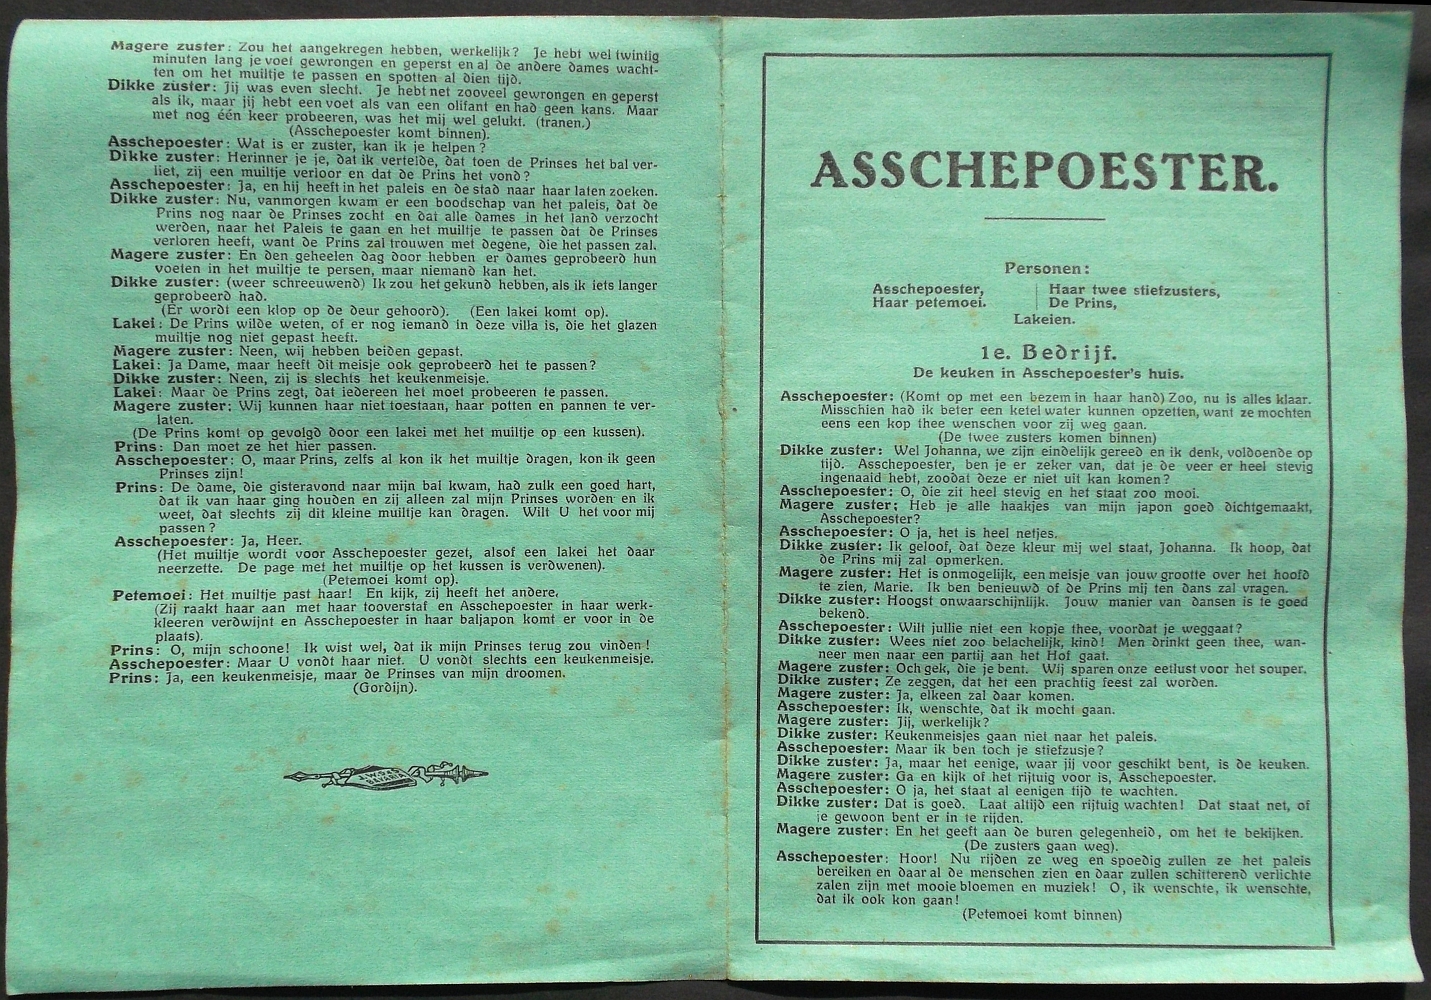 Magere zuster: Zou het aangekregen hebben, werkelijk? Je hebt wel twintig
minuten lang je voet gewrongen en geperst en al de andere dames wacht-
ten om het muiltje te passen en spotten al dien tijd.
Dikke zuster: Jij was even slecht. Je hebt net zooveel gewrongen en geperst
als ik, maar jij hebt een voet als van een olifant en had geen kans. Maar
met nog één keer probeeren, was het mij wel gelukt. (tranen.)
(Asschepoester komt binnen).
Asschepoester: Wat is er zuster, kan ik je helpen?
Dikke zuster: Herinner je je, dat ik vertelde, dat toen de Prinses het bal ver-
liet, zij een muiltje verloor en dat de Prins het vond?
Asschepoester: Ja, en hij heeft in het paleis en de stad naar haar laten zoeken.
Dikke zuster: Nu, vanmorgen kwam er een boodschap van het paleis, dat de
Prins nog naar de Prinses zocht en dat alle dames in het land verzocht
werden, naar het Paleis te gaan en het muiltje te passen dat de Prinses
verloren heeft, want de Prins zal trouwen met degene, die het passen zal.
Magere zuster: En den geheelen dag door hebben er dames geprobeerd hun
voeten in het muiltje te persen, maar niemand kan het.
Dikke zuster: (weer schreeuwend) Ik zou het gekund hebben, als ik iets langer
geprobeerd had.
(Er wordt een klop op de deur gehoord). (Een lakei komt op).
Lakei: De Prins wilde weten, of er nog iemand in deze villa is, die het glazen
muiltje nog niet gepast heeft.
Magere zuster: Neen, wij hebben beiden gepast.
Lakei: Ja Dame, maar heeft dit meisje ook geprobeerd het te passen?
Dikke zuster: Neen, zij is slechts het keukenmeisje.
Lakei: Maar de Prins zegt, dat iedereen het moet probeeren te passen.
Magere zuster: Wij kunnen haar niet toestaan, haar potten en pannen te ver-
laten.
(De Prins komt op gevolgd door een lakei met het muiltje op een kussen).
Prins: Dan moet ze het hier passen.
Asschepoester: O, maar Prins, zelfs al kon ik het muiltje dragen, kon ik geen
Prinses zijn!
Prins: De dame, die gisteravond naar mijn bal kwam, had zulk een goed hart,
dat ik van haar ging houden en zij alleen zal mijn Prinses worden en ik
weet, dat slechts zij dit kleine muiltje kan dragen. Wilt U het voor mij
passen?
Asschepoester: Ja, Heer.
(Het muiltje wordt voor Asschepoester gezet, alsof een lakei het daar
neerzette. De page met het muiltje op het kussen is verdwenen).
(Petemoei komt op).
Petemoei: Het muiltje past haar! En kijk, zij heeft het andere.
(Zij raakt haar aan met haar tooverstaf en Asschepoester in haar werk-
kleeren verdwijnt en Asschepoester in haar baljapon komt er voor in de
plaats).
Prins: O, mijn schoone! Ik wist wel, dat ik mijn Prinses terug zou vinden!
Asschepoester: Maar U vondt haar niet. U vondt slechts een keukenmeisje.
Prins: Ja, een keukenmeisje, maar de Prinses van mijn droomen.
(Gordijn).
BAVARIA
ASSCHEPOESTER.
Personen:
Asschepoester, Haar twee stiefzusters,
Haar petemoei. De Prins,
Lakeien.
1e. Bedrijf.
De keuken in Asschepoester's huis.
Asschepoester: (Komt op met een bezem in haar hand) Zoo, nu is alles klaar.
Misschien had ik beter een ketel water kunnen opzetten, want ze mochten
eens een kop thee wenschen voor zij weg gaan.
(De twee zusters komen binnen)
Dikke zuster: Wel Johanna, we zijn eindelijk gereed en ik denk, voldoende op
tijd. Asschepoester, ben je er zeker van, dat je de veer er heel stevig
ingenaaid hebt, zoodat deze er niet uit kan komen?
Asschepoester: O, die zit heel stevig en het staat zoo mooi.
Magere zuster: Heb je alle haakjes van mijn japon goed dichtgemaakt,
Asschepoester?
Asschepoester: O ja, het is heel netjes.
Dikke zuster: Ik geloof, dat deze kleur mij wel staat, Johanna. Ik hoop, dat
de Prins mij zal opmerken.
Magere zuster: Het is onmogelijk, een meisje van jouw grootte over het hoofd
te zien, Marie. Ik ben benieuwd of de Prins mij ten dans zal vragen.
Dikke zuster: Hoogst onwaarschijnlijk. Jouw manier van dansen is te goed
bekend.
Asschepoester: Wilt jullie niet een kopje thee, voordat je weggaat?
Dikke zuster: Wees niet zoo belachelijk, kind! Men drinkt geen thee, wan-
neer men naar een partij aan het Hof gaat.
Magere zuster: Och gek, die je bent. Wij sparen onze eetlust voor het souper.
Dikke zuster: Ze zeggen, dat het een prachtig feest zal worden.
Magere zuster: Ja, elkeen zal daar komen.
Asschepoester: Ik, wenschte, dat ik mocht gaan.
Magere zuster: Jij, werkelijk?
Dikke zuster: Keukenmeisjes gaan niet naar het paleis.
Asschepoester: Maar ik ben toch je stiefzusje?
Dikke zuster: Ja, maar het eenige, waar jij voor geschikt bent, is de keuken.
Magere zuster: Ga en kijk of het rijtuig voor is, Asschepoester.
Asschepoester: O ja, het staat al eenigen tijd te wachten.
Dikke zuster: Dat is goed. Laat altijd een rijtuig wachten! Dat staat net, of
je gewoon bent er in te rijden.
Magere zuster: En het geeft aan de buren gelegenheid, om het te bekijken.
(De zusters gaan weg).
Asschepoester: Hoor! Nu rijden ze weg en spoedig zullen ze het paleis
bereiken en daar al de menschen zien en daar zullen schitterend verlichte
zalen zijn met mooie bloemen en muziek! O, ik wenschte, ik wenschte,
dat ik ook kon gaan!
(Petemoei komt binnen)